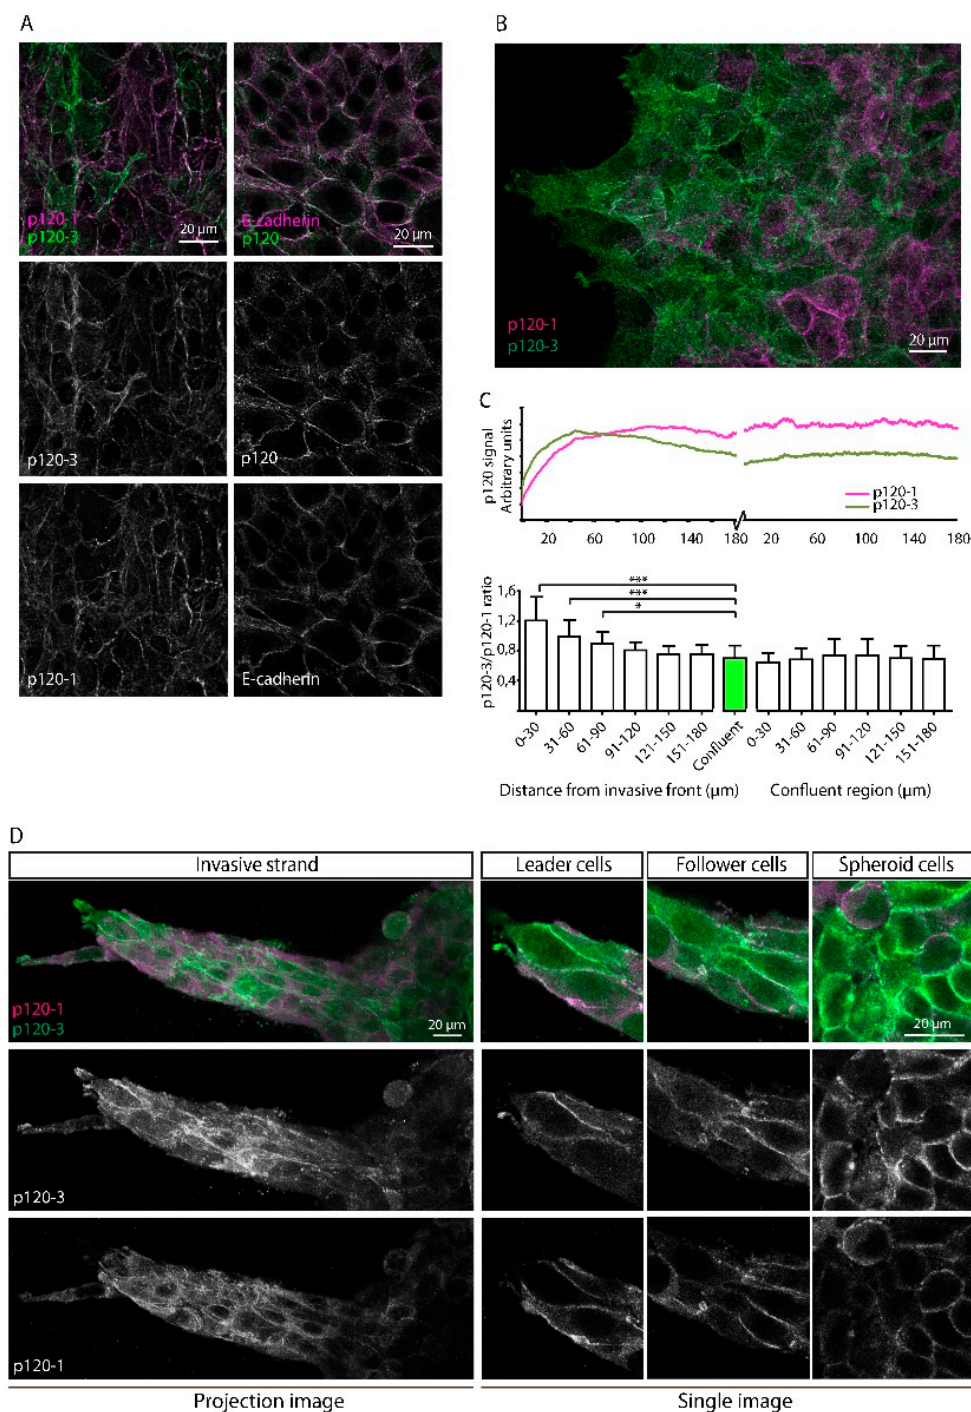 A
p120-1
p120-3
20 µm
E-cadherin
p120
20 µm
p120-3
p120
p120-1
E-cadherin
B
p120-1
p120-3
20 µm
C
p120 signal
Arbitrary units
p120-1
p120-3
20 60 100 140 180 20 60 100 140 180
p120-3/p120-1 ratio
1,6
1,2
0,8
0,4
***
***
*
0-30
31-60
61-90
91-120
121-150
151-180
Confluent
0-30
31-60
61-90
91-120
121-150
151-180
Distance from invasive front (µm)
Confluent region (µm)
D
Invasive strand
Leader cells
Follower cells
Spheroid cells
p120-1
p120-3
20 µm
20 µm
p120-3
p120-1
Projection image
Single image